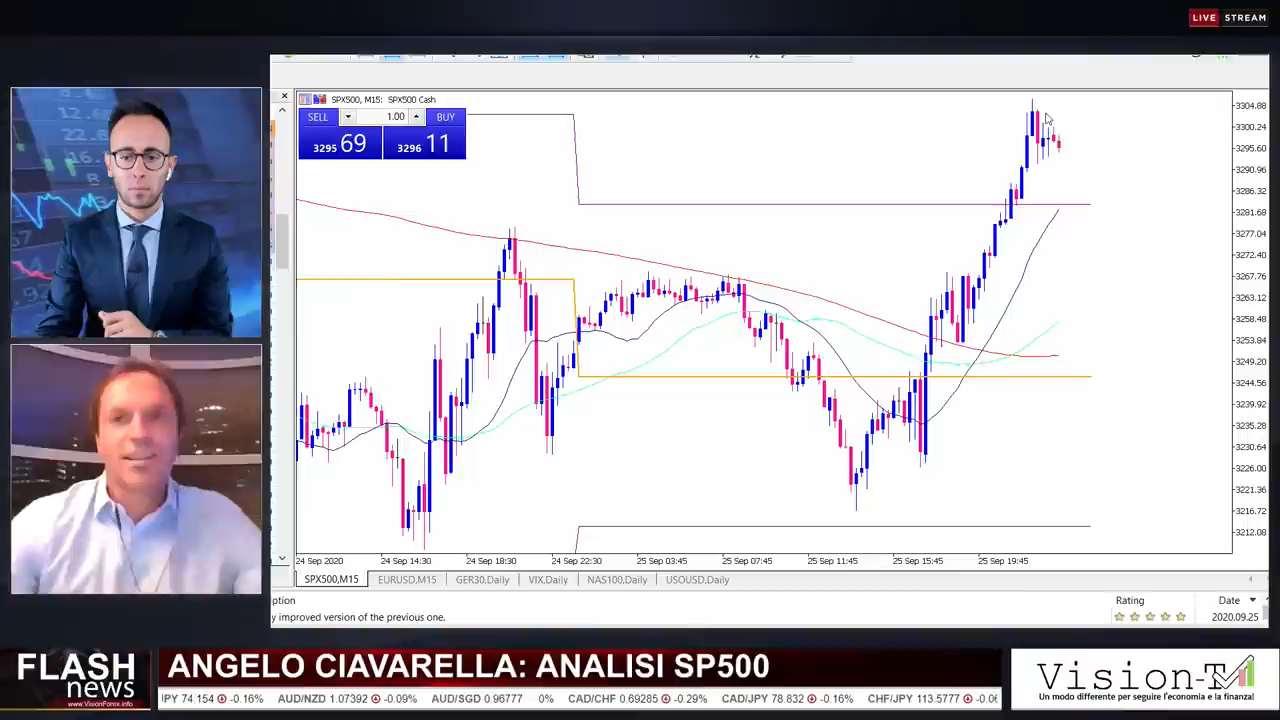 LIVE STREAM
SPX500, M15: SPX500 Cash
SELL 1.00 BUY
3295 69 3296 11
3304.88
3300.24
3295.60
3290.96
3286.32
3281.68
3277.04
3272.40
3267.76
3263.12
3258.48
3253.84
3249.20
3244.56
3239.92
3235.28
3230.64
3226.00
3221.36
3216.72
3212.08
24 Sep 2020 24 Sep 14:30 24 Sep 18:30 24 Sep 22:30 25 Sep 03:45 25 Sep 07:45 25 Sep 11:45 25 Sep 15:45 25 Sep 19:45
SPX500,M15 EURUSD.M15 GER30.Daily VIX.Daily NAS100.Daily USOUSD.Daily
ption Rating Date
y improved version of the previous one. 2020.09.25
FLASH
news
www.VisionForex.info
ANGELO CIAVARELLA: ANALISI SP500
JPY 74.154 -0.16% AUD/NZD 1.07392 -0.09% AUD/SGD 0.96777 0% CAD/CHF 0.69285 -0.29% CAD/JPY 78.832 -0.16% CHF/JPY 113.5777 -0.0
Vision-T
Un modo differente per seguire l'economia e la finanza!